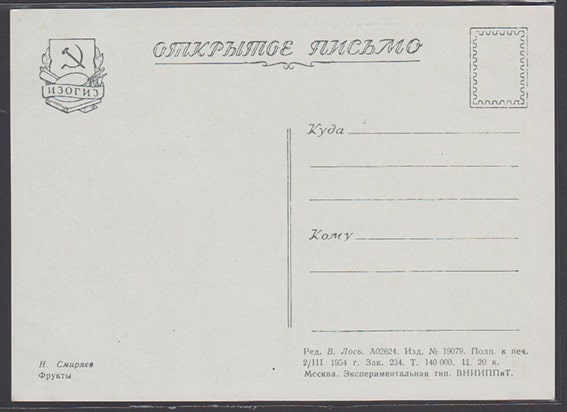 ОТКРЫТОЕ ПИСЬМО
ИЗОГИЗ
Куда
Кому
Н. Смиряев
Фрукты
Ред. В. Лось. А02624. Изд. № 19079. Подп. к печ.
2/III 1954 г. Зак. 234. Т. 140 000. Ц. 20 к.
Москва. Экспериментальная тип. ВНИИППиТ.